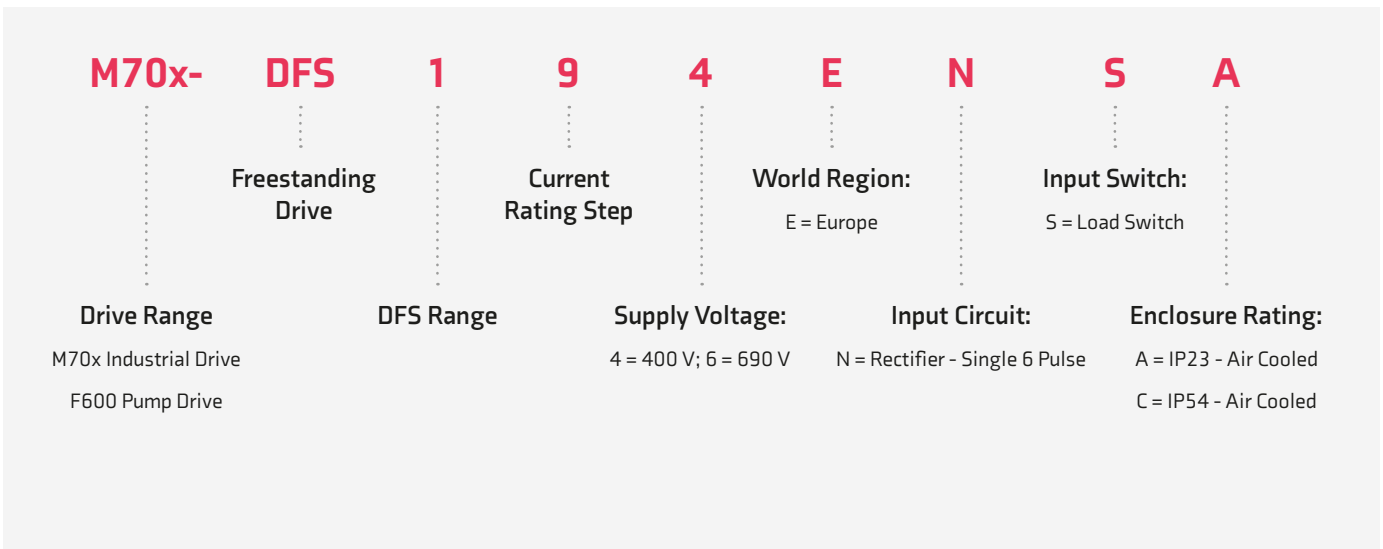 M70x- DFS 1 9 4 E N S A
Freestanding
Drive
Current
Rating Step
World Region:
E = Europe
Input Switch:
S = Load Switch
Drive Range
M70x Industrial Drive
F600 Pump Drive
DFS Range
Supply Voltage:
4 = 400 V; 6 = 690 V
Input Circuit:
N = Rectifier - Single 6 Pulse
Enclosure Rating:
A = IP23 - Air Cooled
C = IP54 - Air Cooled